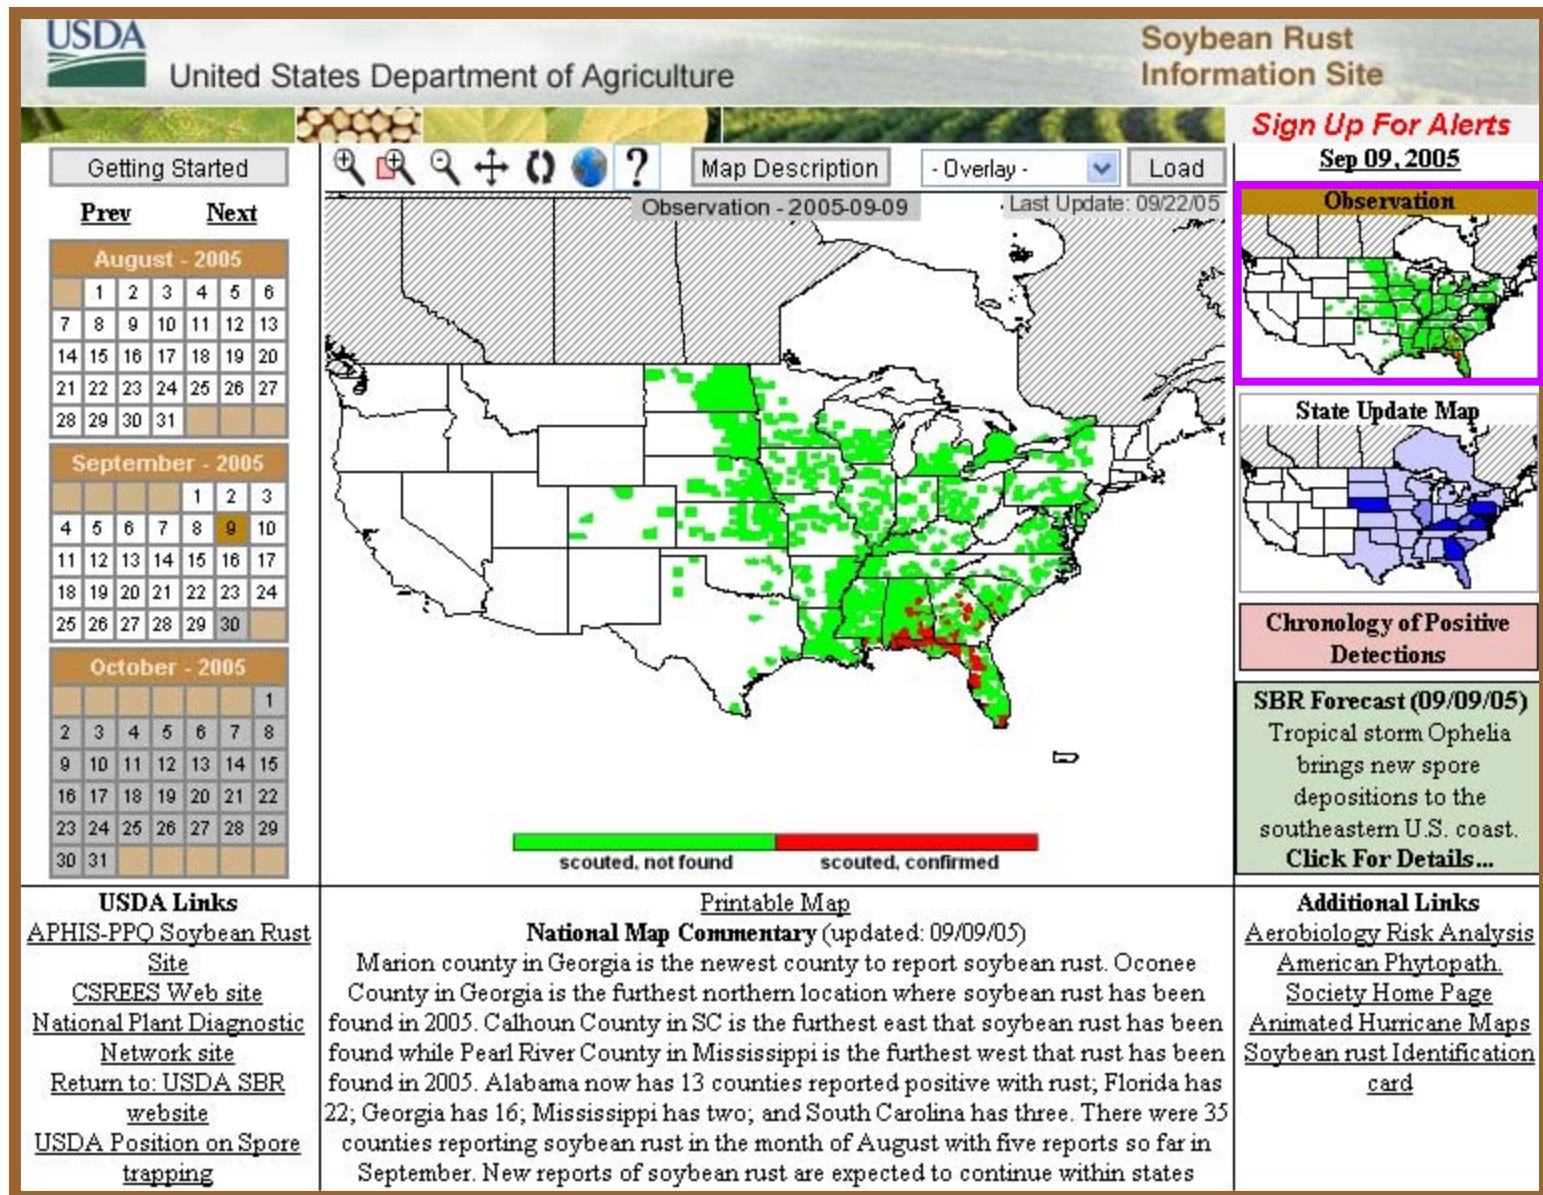 USDA
United States Department of Agriculture
Soybean Rust
Information Site
Sign Up For Alerts
Getting Started
Prev Next
August - 2005
1 2 3 4 5 6
7 8 9 10 11 12 13
14 15 16 17 18 19 20
21 22 23 24 25 26 27
28 29 30 31
September - 2005
1 2 3
4 5 6 7 8 9 10
11 12 13 14 15 16 17
18 19 20 21 22 23 24
25 26 27 28 29 30
October - 2005
1
2 3 4 5 6 7 8
9 10 11 12 13 14 15
16 17 18 19 20 21 22
23 24 25 26 27 28 29
30 31
? Map Description - Overlay - Load
Observation - 2005-09-09
Last Update: 09/22/05
scouted, not found scouted, confirmed
Sep 09, 2005
Observation
State Update Map
Chronology of Positive
Detections
SBR Forecast (09/09/05)
Tropical storm Ophelia
brings new spore
depositions to the
southeastern U.S. coast.
Click For Details...
USDA Links
APHIS-PPQ Soybean Rust
Site
CSREES Web site
National Plant Diagnostic
Network site
Return to: USDA SBR
website
USDA Position on Spore
trapping
Printable Map
National Map Commentary (updated: 09/09/05)
Marion county in Georgia is the newest county to report soybean rust. Oconee
County in Georgia is the furthest northern location where soybean rust has been
found in 2005. Calhoun County in SC is the furthest east that soybean rust has been
found while Pearl River County in Mississippi is the furthest west that rust has been
found in 2005. Alabama now has 13 counties reported positive with rust; Florida has
22; Georgia has 16; Mississippi has two; and South Carolina has three. There were 35
counties reporting soybean rust in the month of August with five reports so far in
September. New reports of soybean rust are expected to continue within states
Additional Links
Aerobiology Risk Analysis
American Phytopath.
Society Home Page
Animated Hurricane Maps
Soybean rust Identification
card